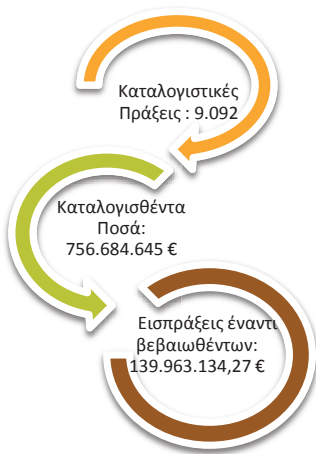 Καταλογιστικές
Πράξεις : 9.092
Καταλογισθέντα
Ποσά:
756.684.645 €
Εισπράξεις έναντι
βεβαιωθέντων:
139.963.134,27 €